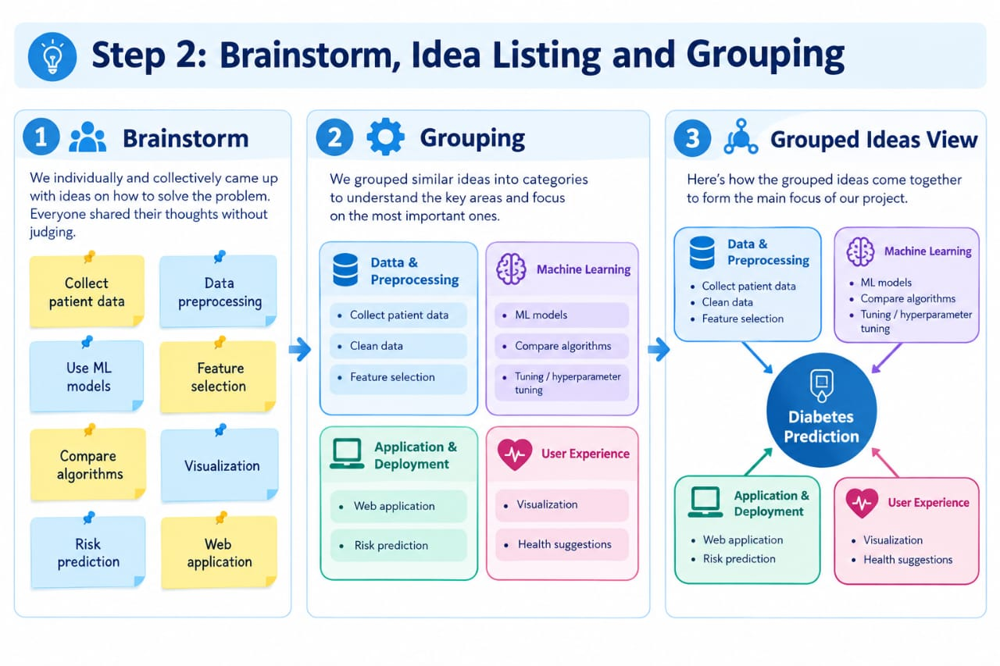 Step 2: Brainstorm, Idea Listing and Grouping
1
Brainstorm
We individually and collectively came up
with ideas on how to solve the problem.
Everyone shared their thoughts without
judging.
Collect
patient data
Data
preprocessing
Use ML
models
Feature
selection
Compare
algorithms
Visualization
Risk
prediction
Web
application
2
Grouping
We grouped similar ideas into categories
to understand the key areas and focus
on the most important ones.
Datta &
Preprocessing
• Collect patient data
• Clean data
• Feature selection
Machine Learning
• ML models
• Compare algorithms
• Tuning / hyperparameter
tuning
Application &
Deployment
• Web application
• Risk prediction
User Experience
• Visualization
• Health suggestions
3
Grouped Ideas View
Here's how the grouped ideas come together
to form the main focus of our project.
Data &
Preprocessing
• Collect patient data
• Clean data
• Feature selection
Machine Learning
• ML models
• Compare algorithms
• Tuning / hyperparameter
tuning
Diabetes
Prediction
Application &
Deployment
• Web application
• Risk prediction
User Experience
• Visualization
• Health suggestions